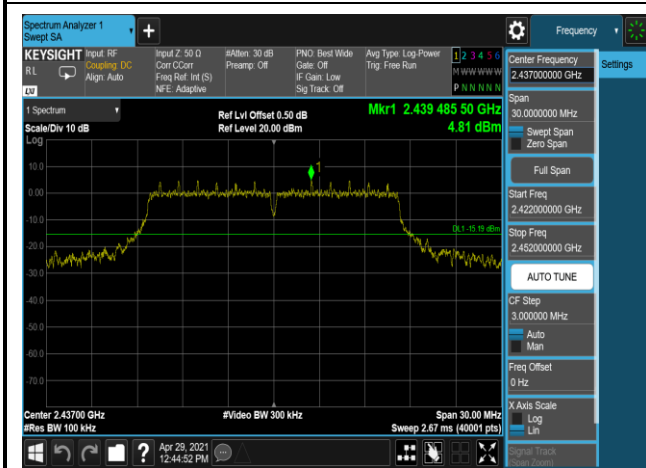 Spectrum Analyzer 1
Swept SA
+
Frequency
KEYSIGHT
RL
LXI
Input: RF
Coupling: DC
Align: Auto
Input Z: 50 Ω
Corr CCorr
Freq Ref: Int (S)
NFE: Adaptive
#Atten: 30 dB
Preamp: Off
PNO: Best Wide
Gate: Off
IF Gain: Low
Sig Track: Off
Avg Type: Log-Power
Trig: Free Run
1 2 3 4 5 6
M W W W W W
P N N N N N
1 Spectrum
Scale/Div 10 dB
Log
Ref Lvl Offset 0.50 dB
Ref Level 20.00 dBm
Mkr1 2.439 485 50 GHz
4.81 dBm
10.0
0.00
-10.0
-20.0
-30.0
-40.0
-50.0
-60.0
-70.0
1
DL1 -15.19 dBm
Center 2.43700 GHz
#Res BW 100 kHz
#Video BW 300 kHz
Span 30.00 MHz
Sweep 2.67 ms (40001 pts)
?
Apr 29, 2021
12:44:52 PM
Center Frequency
2.437000000 GHz
Settings
Span
30.0000000 MHz
Swept Span
Zero Span
Full Span
Start Freq
2.422000000 GHz
Stop Freq
2.452000000 GHz
AUTO TUNE
CF Step
3.000000 MHz
Auto
Man
Freq Offset
0 Hz
X Axis Scale
Log
Lin
Signal Track
(Span Zoom)